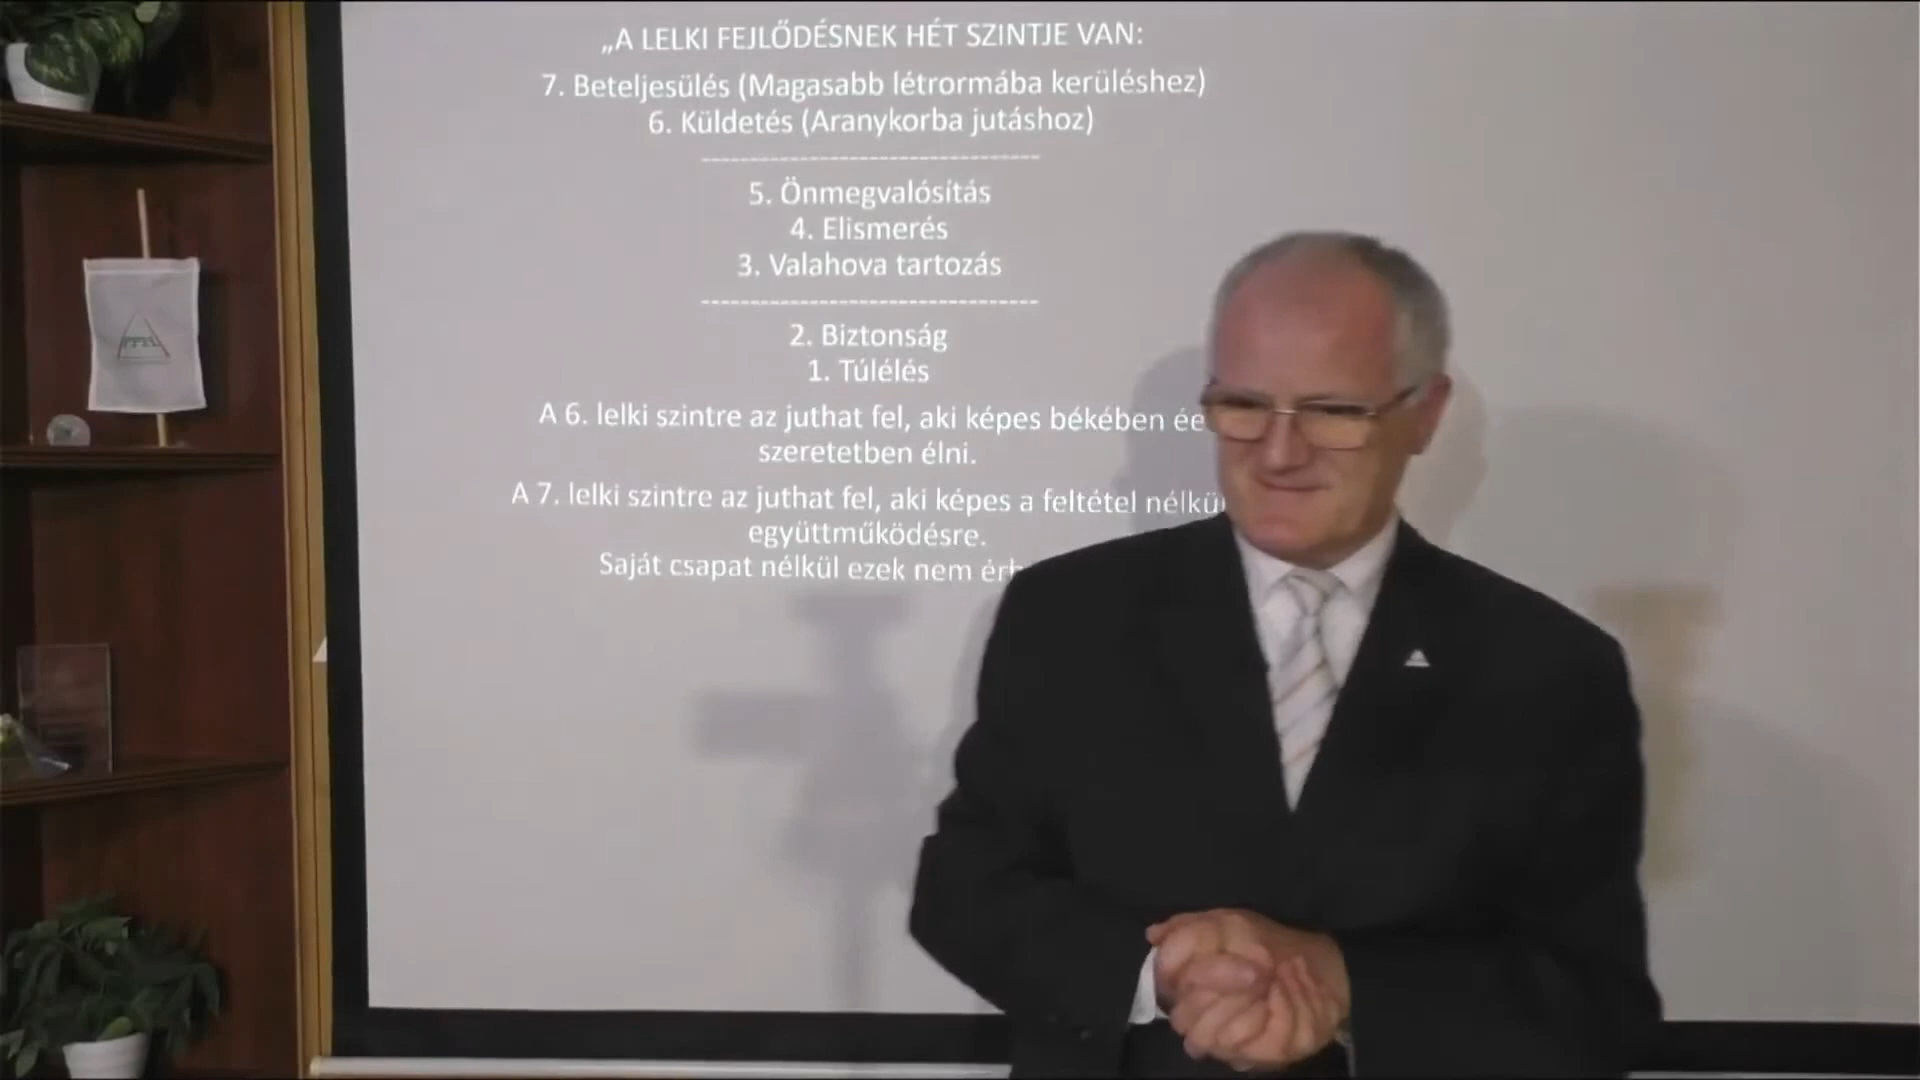 „A LELKI FEJLŐDÉSNEK HÉT SZINTJE VAN:
7. Beteljesülés (Magasabb létrormába kerüléshez)
6. Küldetés (Aranykorba jutáshoz)
----------------------------------
5. Önmegvalósítás
4. Elismerés
3. Valahova tartozás
----------------------------------
2. Biztonság
1. Túlélés
A 6. lelki szintre az juthat fel, aki képes békében ée
szeretetben élni.
A 7. lelki szintre az juthat fel, aki képes a feltétel
együttműködésre.
Saját csapat nélkül ezek nem